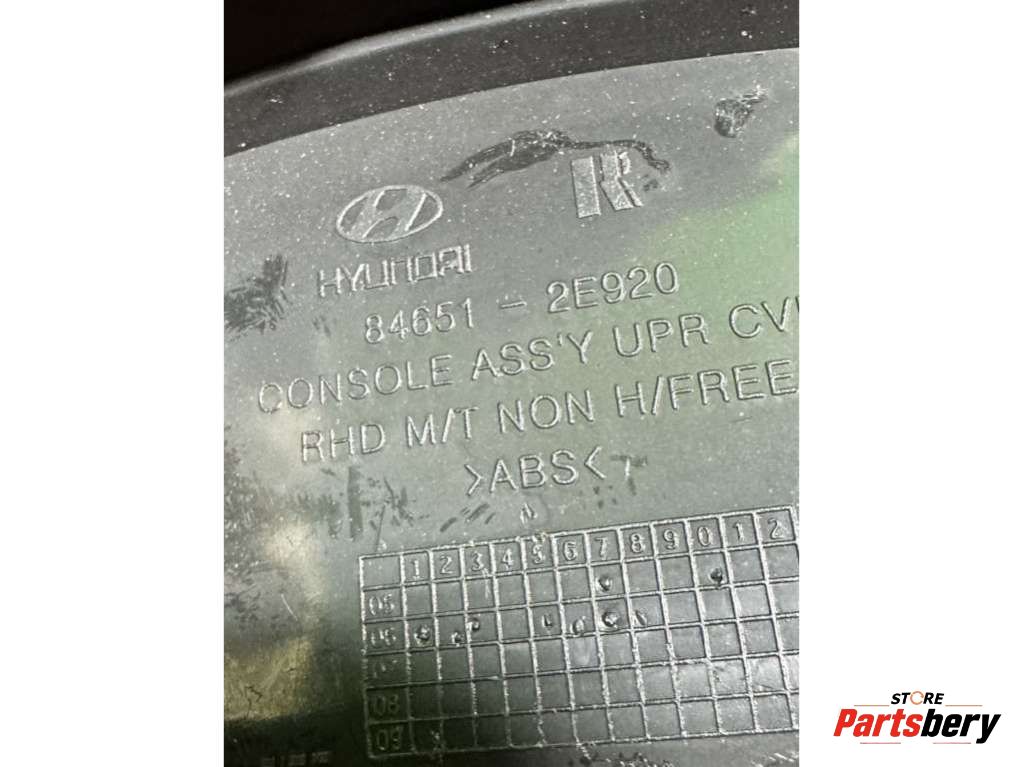 HYUNDAI
84651 - 2E920
CONSOLE ASS'Y UPR
RHD M/T NON H/FREE
>ABS<
1 2 3 4 5 6 7 8 9 0 1 2
05
06
07
08
09
STORE
Partsbery